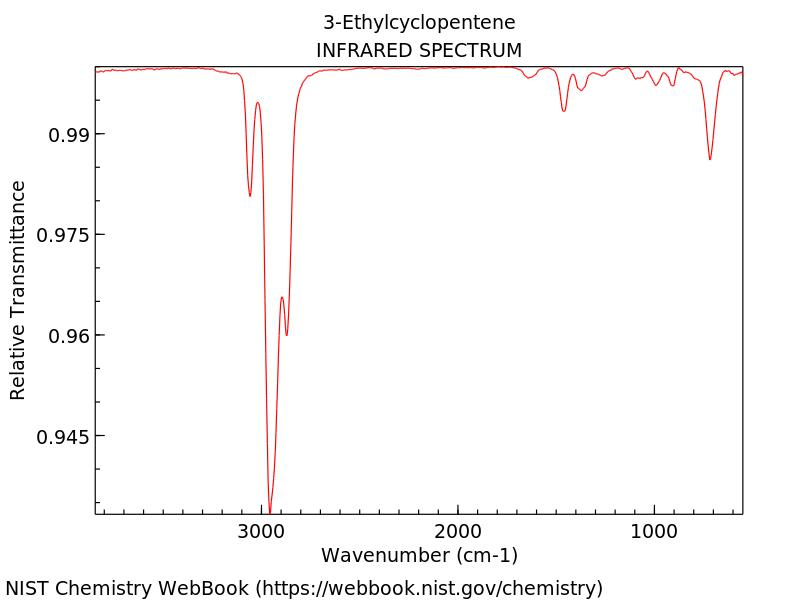 3-Ethylcyclopentene
INFRARED SPECTRUM
0.99
0.975
0.96
0.945
Relative Transmittance
3000 2000 1000
Wavenumber (cm-1)
NIST Chemistry WebBook (https://webbook.nist.gov/chemistry)